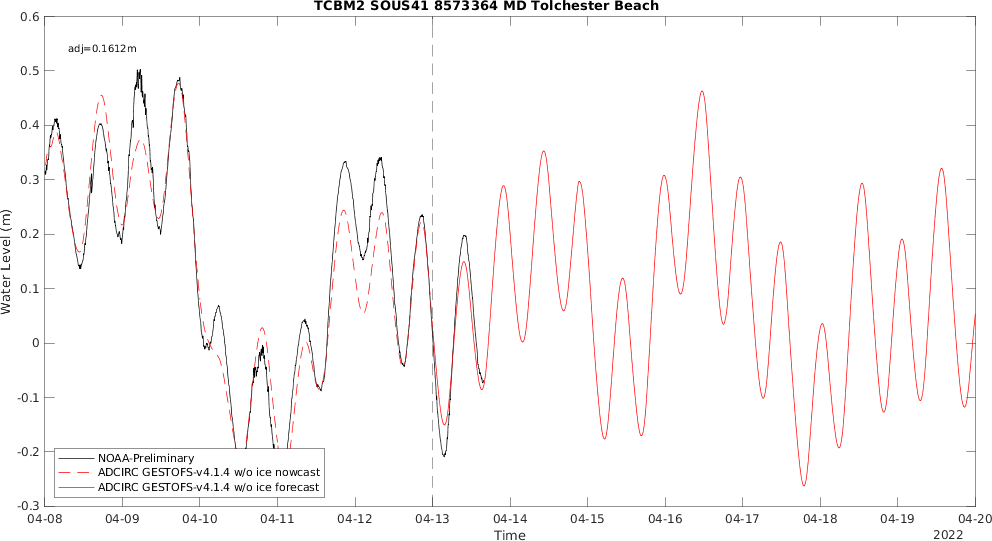 TCBM2 SOUS41 8573364 MD Tolchester Beach
adj=0.1612m
0.6
0.5
0.4
0.3
0.2
0.1
0
-0.1
-0.2
-0.3
Water Level (m)
NOAA-Preliminary
ADCIRC GESTOFS-v4.1.4 w/o ice nowcast
ADCIRC GESTOFS-v4.1.4 w/o ice forecast
04-08 04-09 04-10 04-11 04-12 04-13 04-14 04-15 04-16 04-17 04-18 04-19 04-20
Time
2022